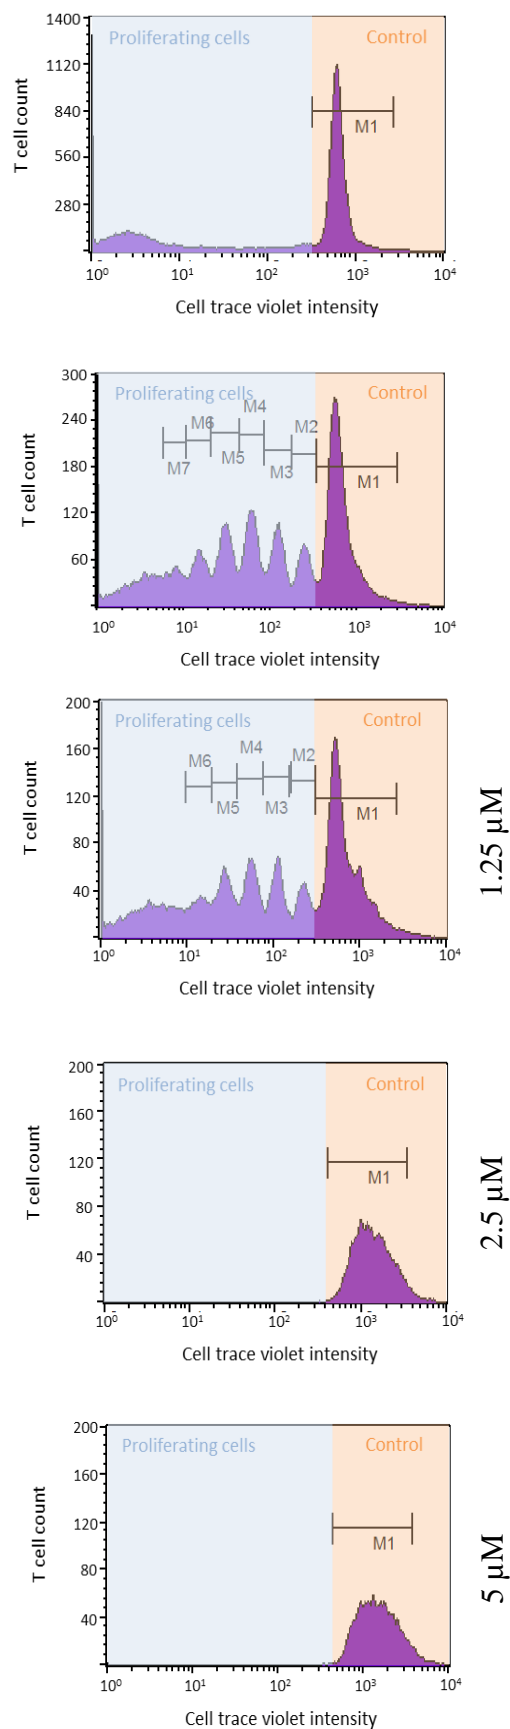 1400
Proliferating cells Control
1120
840
M1
560
280
T cell count
10⁰ 10¹ 10² 10³ 10⁴
Cell trace violet intensity
300
Proliferating cells Control
M4
240
M6 M2
M5
M7 M3
180
M1
120
60
T cell count
10⁰ 10¹ 10² 10³ 10⁴
Cell trace violet intensity
200
Proliferating cells Control
160
M4 M2
M6
120
M5 M3 M1
80
40
T cell count
1.25 µM
10⁰ 10¹ 10² 10³ 10⁴
Cell trace violet intensity
200
Proliferating cells Control
160
120
M1
80
40
T cell count
2.5 µM
10⁰ 10¹ 10² 10³ 10⁴
Cell trace violet intensity
200
Proliferating cells Control
160
120
M1
80
40
T cell count
5 µM
10⁰ 10¹ 10² 10³ 10⁴
Cell trace violet intensity